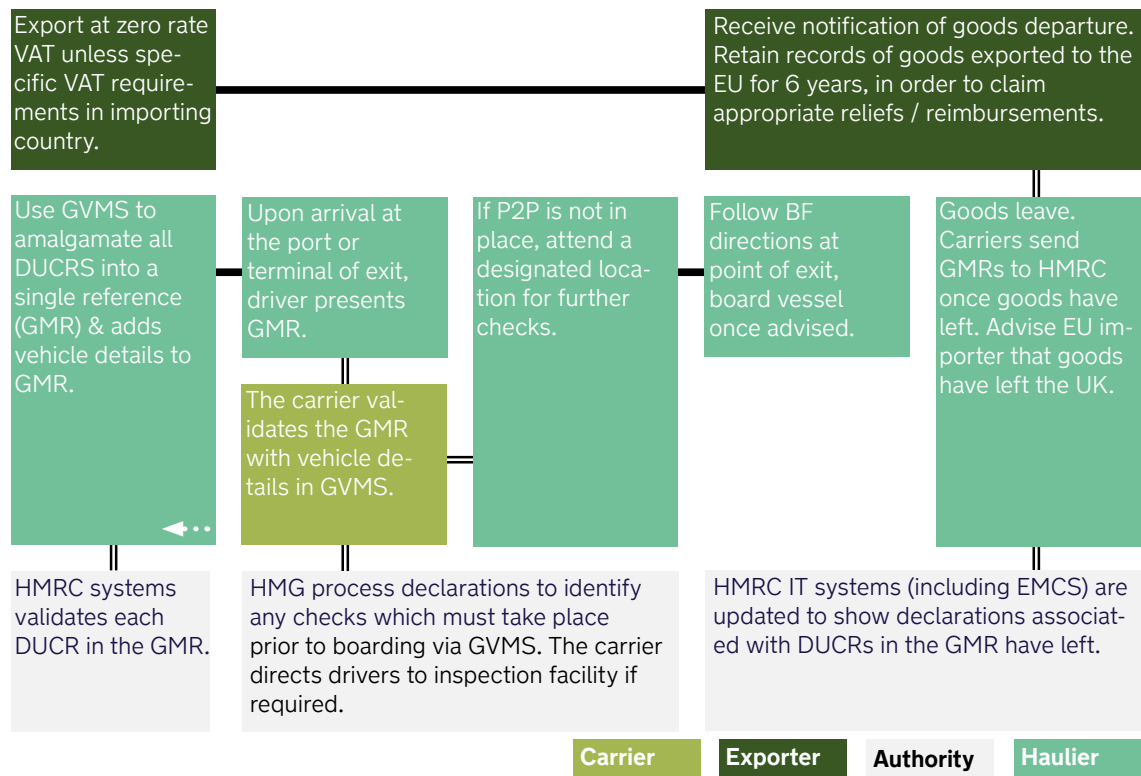 Export at zero rate
VAT unless spe-
cific VAT require-
ments in importing
country.
Receive notification of goods departure.
Retain records of goods exported to the
EU for 6 years, in order to claim
appropriate reliefs / reimbursements.
Use GVMS to
amalgamate all
DUCRS into a
single reference
(GMR) & adds
vehicle details to
GMR.
Upon arrival at
the port or
terminal of exit,
driver presents
GMR.
The carrier val-
idates the GMR
with vehicle de-
tails in GVMS.
If P2P is not in
place, attend a
designated loca-
tion for further
checks.
Follow BF
directions at
point of exit,
board vessel
once advised.
Goods leave.
Carriers send
GMRs to HMRC
once goods have
left. Advise EU im-
porter that goods
have left the UK.
HMRC systems
validates each
DUCR in the GMR.
HMG process declarations to identify
any checks which must take place
prior to boarding via GVMS. The carrier
directs drivers to inspection facility if
required.
HMRC IT systems (including EMCS) are
updated to show declarations associat-
ed with DUCRs in the GMR have left.
Carrier
Exporter
Authority
Haulier